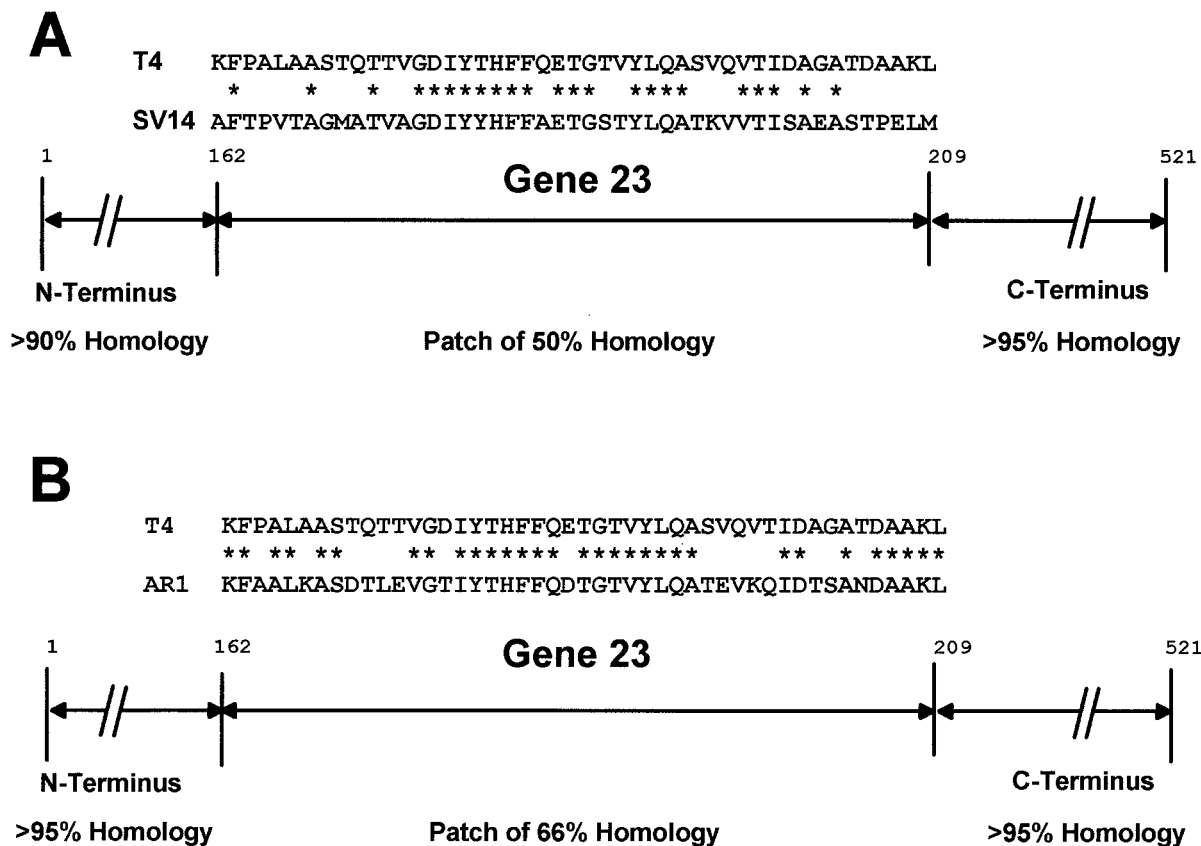 A
T4 KFPALAASTQTTVGDIYTHFFQETGTVYLQASVQVTIDAGATDAAKL
* * * ******* *** **** *** * *
SV14 AFTPVTAGMATVAGDIYYHFFAETGSTYLQATKVVTISAEASTPELM
1 162 Gene 23 209 521
N-Terminus C-Terminus
>90% Homology Patch of 50% Homology >95% Homology
B
T4 KFPALAASTQTTVGDIYTHFFQETGTVYLQASVQVTIDAGATDAAKL
** ** ** ** ******* ******** ** * *****
AR1 KFAALKASDTLEVGTIYTHFFQDTGTVYLQATEVKQIDTSANDAAKL
1 162 Gene 23 209 521
N-Terminus C-Terminus
>95% Homology Patch of 66% Homology >95% Homology